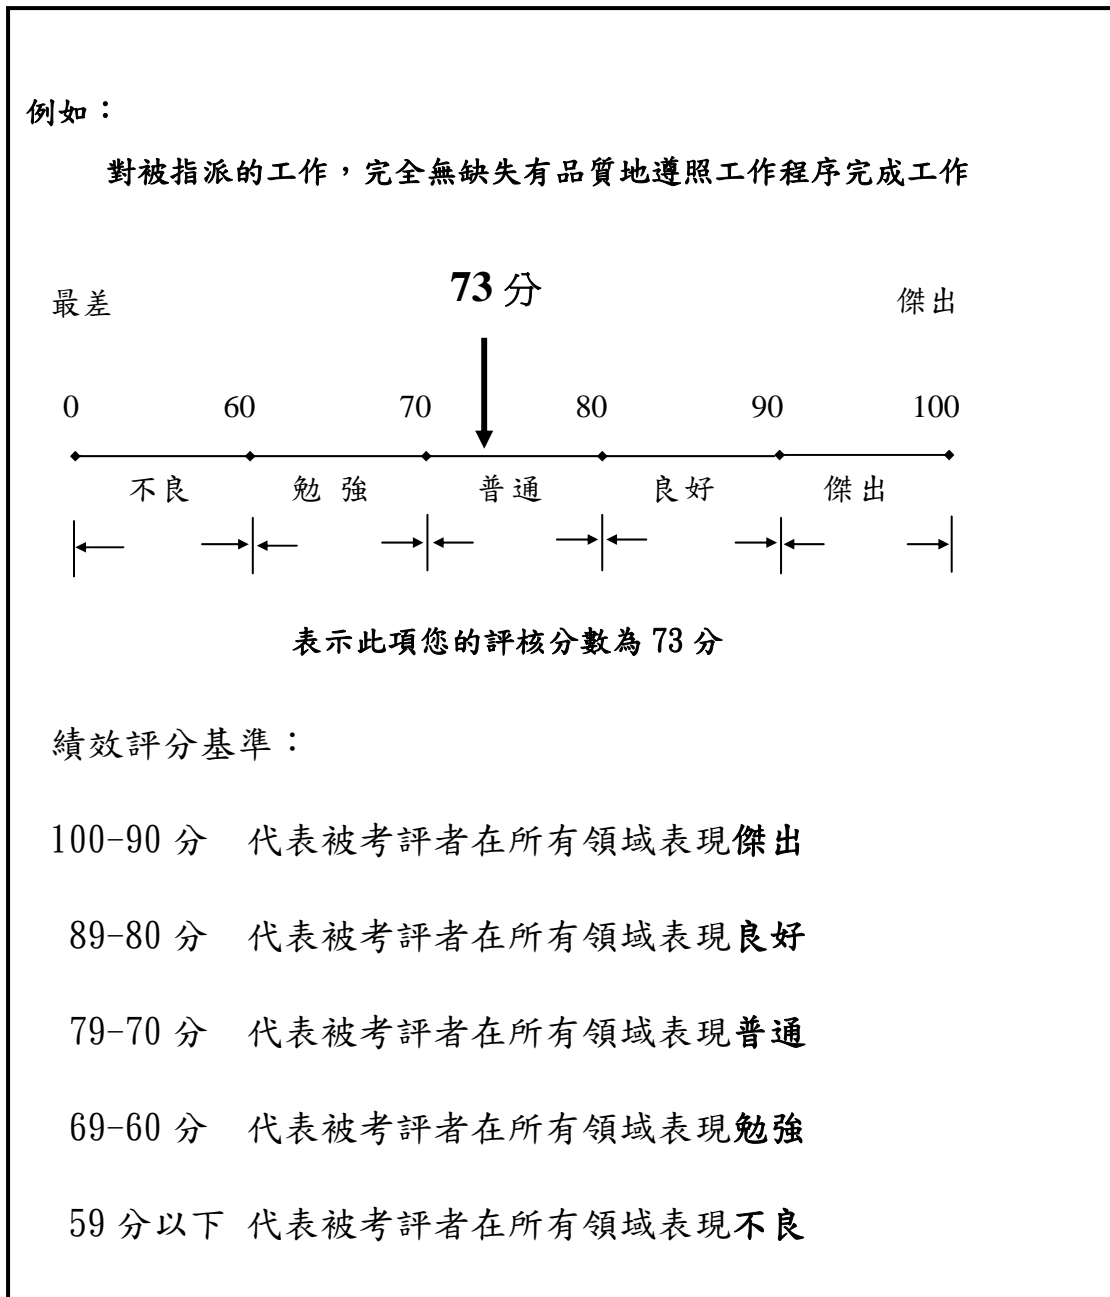 例如：
對被指派的工作，完全無缺失有品質地遵照工作程序完成工作
最差 73 分 傑出
0 60 70 80 90 100
不良 勉 強 普通 良好 傑出
表示此項您的評核分數為 73 分
績效評分基準：
100-90 分 代表被考評者在所有領域表現傑出
89-80 分 代表被考評者在所有領域表現良好
79-70 分 代表被考評者在所有領域表現普通
69-60 分 代表被考評者在所有領域表現勉強
59 分以下 代表被考評者在所有領域表現不良